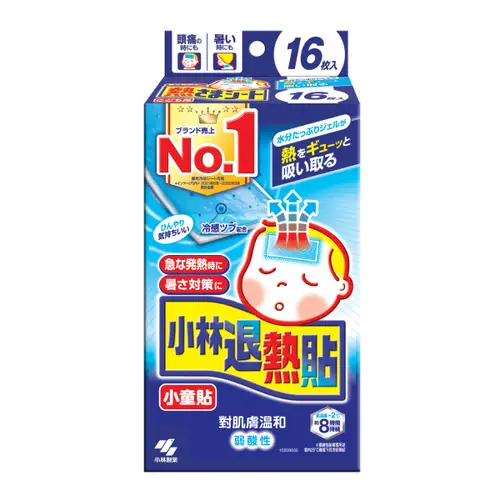 頭痛の
時にも
暑い
時にも
16枚入
熱さまシート
こども用
16枚入
ブランド売上
No.1
水分たっぷりジェルが
熱をギューッと
吸い取る
ひんやり
気持ちいい
冷感ツブ配合
急な発熱時に
暑さ対策に
小林退熱貼
小童貼
對肌膚溫和
弱酸性
約8時間
持續
小林製薬